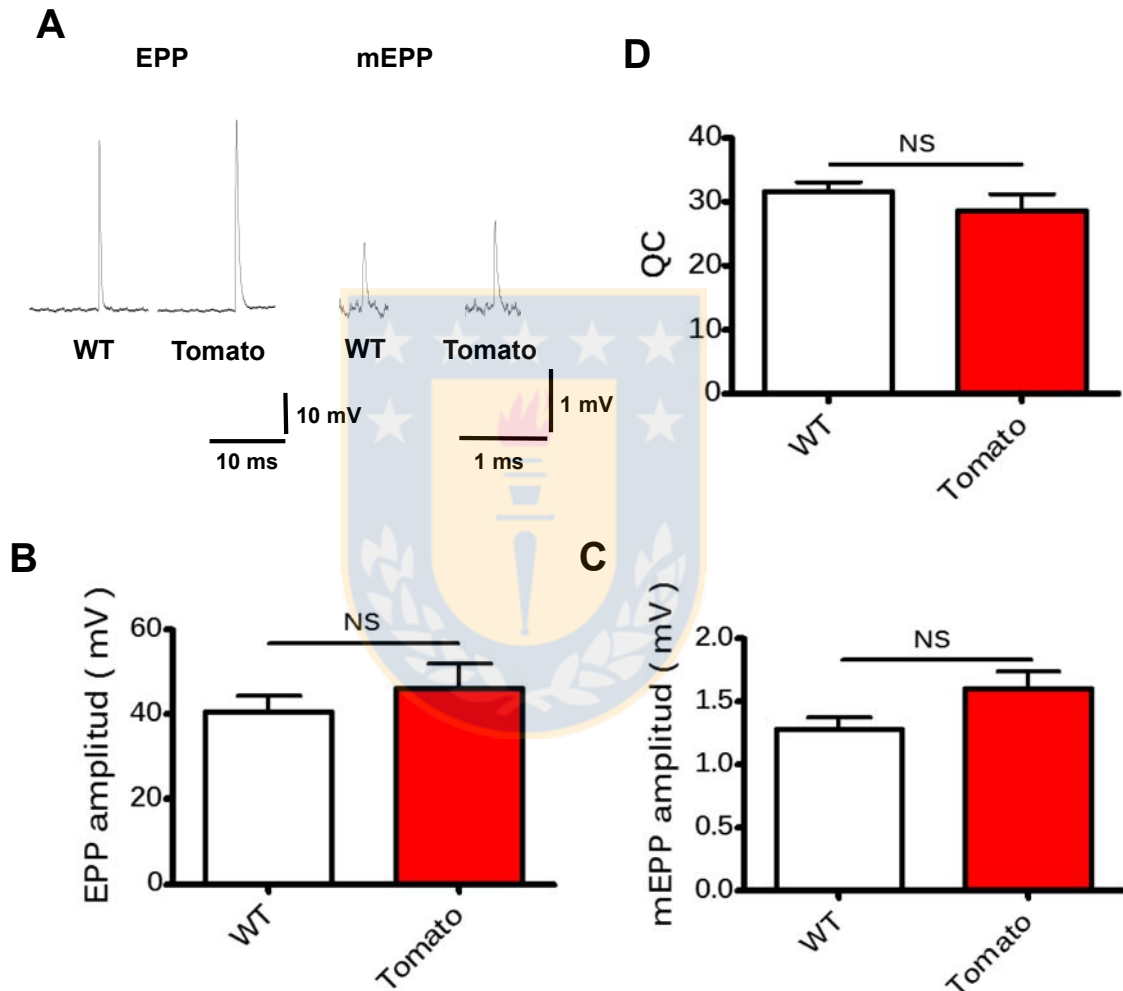 A
EPP
mEPP
WT
Tomato
WT
Tomato
10 mV
10 ms
1 mV
1 ms
D
QC
40
30
20
10
0
NS
WT
Tomato
B
EPP amplitud ( mV )
60
40
20
0
NS
WT
Tomato
C
mEPP amplitud ( mV )
2.0
1.5
1.0
0.5
0.0
NS
WT
Tomato